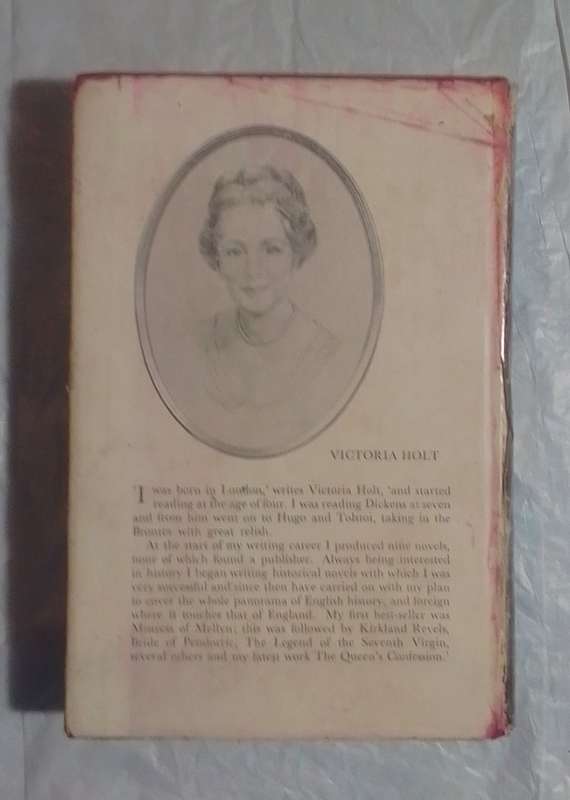 VICTORIA HOLT
'I was born in London,' writes Victoria Holt, 'and started
reading at the age of four. I was reading Dickens at seven
and from him went on to Hugo and Tolstoi, taking in the
Brontës with great relish.
At the start of my writing career I produced nine novels,
none of which found a publisher. Always being interested
in history I began writing historical novels with which I was
very successful and since then have carried on with my plan
to cover the whole panorama of English history, and foreign
where it touches that of England. My first best-seller was
Mistress of Mellyn; this was followed by Kirkland Revels,
Bride of Pendorric, The Legend of the Seventh Virgin,
several others and my latest work The Queen's Confession.'